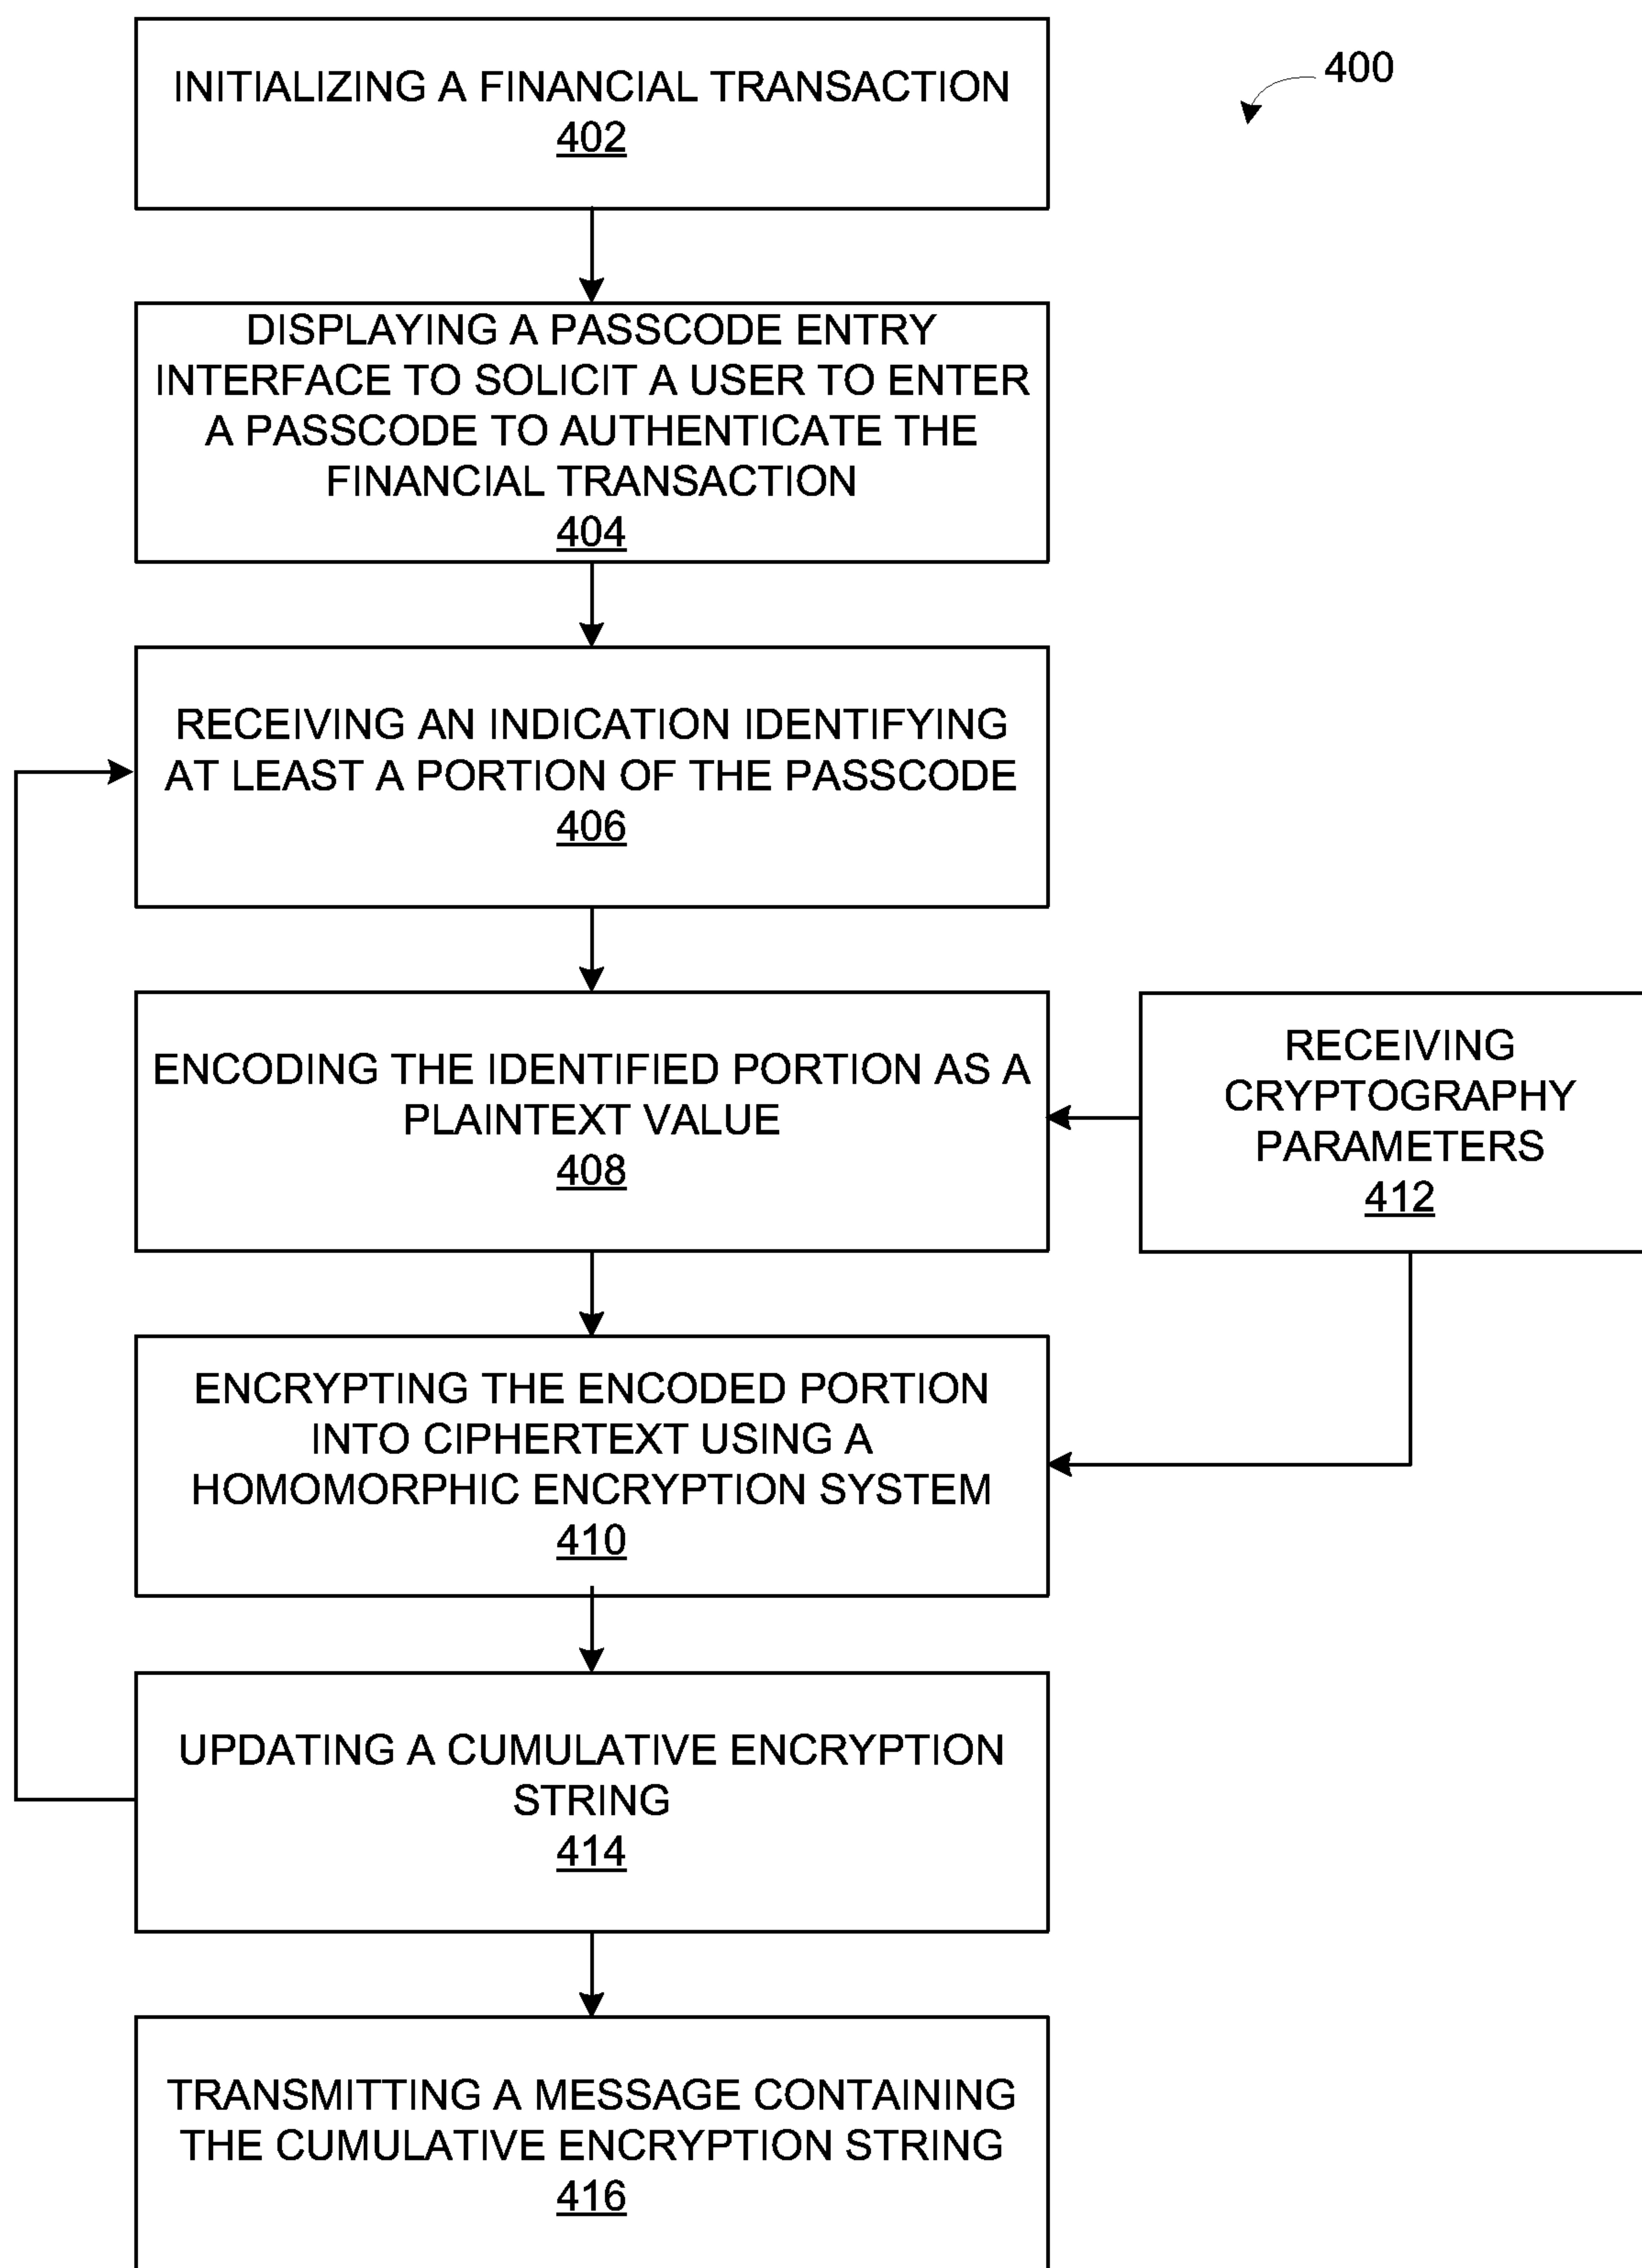 INITIALIZING A FINANCIAL TRANSACTION
402
400
DISPLAYING A PASSCODE ENTRY
INTERFACE TO SOLICIT A USER TO ENTER
A PASSCODE TO AUTHENTICATE THE
FINANCIAL TRANSACTION
404
RECEIVING AN INDICATION IDENTIFYING
AT LEAST A PORTION OF THE PASSCODE
406
ENCODING THE IDENTIFIED PORTION AS A
PLAINTEXT VALUE
408
RECEIVING
CRYPTOGRAPHY
PARAMETERS
412
ENCRYPTING THE ENCODED PORTION
INTO CIPHERTEXT USING A
HOMOMORPHIC ENCRYPTION SYSTEM
410
UPDATING A CUMULATIVE ENCRYPTION
STRING
414
TRANSMITTING A MESSAGE CONTAINING
THE CUMULATIVE ENCRYPTION STRING
416